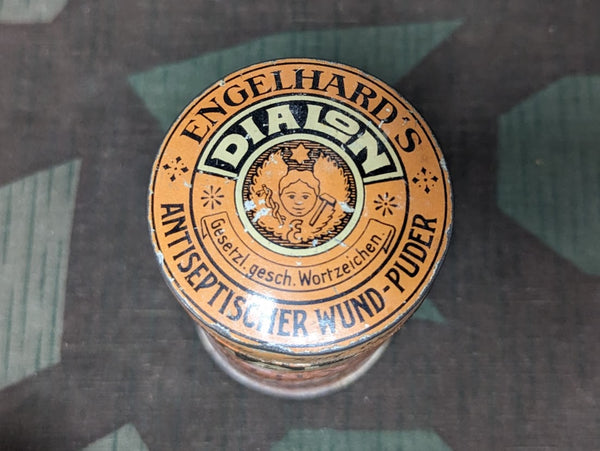 ENGELHARD'S
DIALON
E
Gesetzl. gesch. Wortzeichen.
ANTISEPTISCHER WUND-PUDER